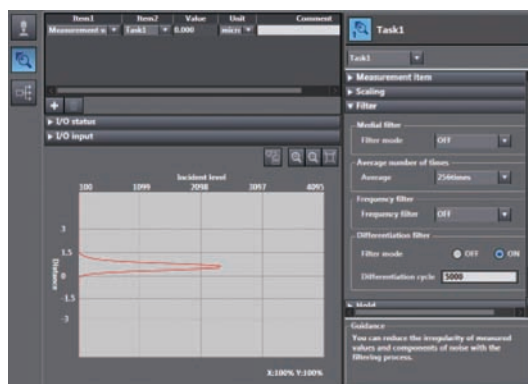 Item1 Item2 Value Unit Comment
Measurement v Task1 0.000 micr
I/O status
I/O input
Incident level
100 1099 2098 3097 4095
3
1.5
0
-1.5
-3
Distance
X:100% Y:100%
Task1
Task1
Measurement item
Scaling
Filter
Medial filter
Filter mode OFF
Average number of times
Average 256times
Frequency filter
Frequency filter OFF
Differentiation filter
Filter mode OFF ON
Differentiation cycle 5000
Hold
Guidance
You can reduce the irregularity of measured
values and components of noise with the
filtering process.